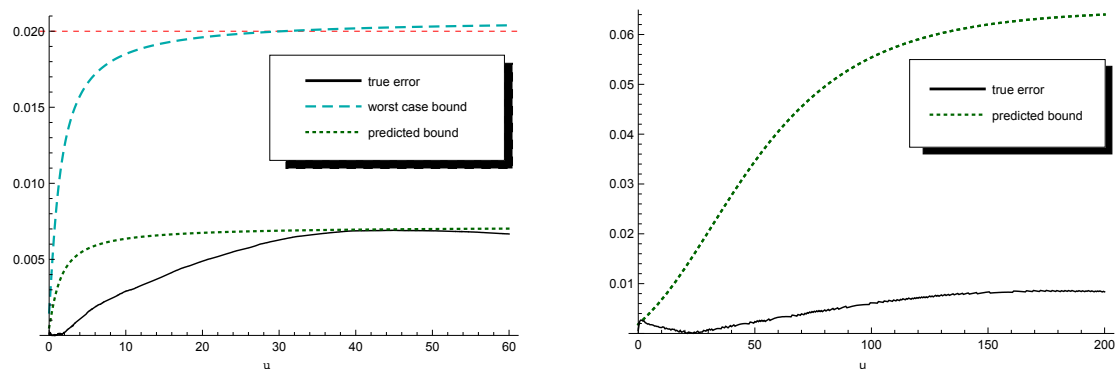 0.020
0.015
0.010
0.005
0 10 20 30 40 50 60
u
true error
worst case bound
predicted bound
0.06
0.05
0.04
0.03
0.02
0.01
0 50 100 150 200
u
true error
predicted bound